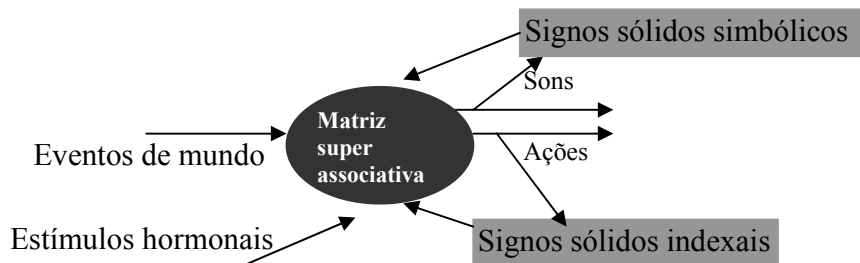 Signos sólidos simbólicos
Sons
Matriz
super
associativa
Eventos de mundo
Ações
Estímulos hormonais
Signos sólidos indexais